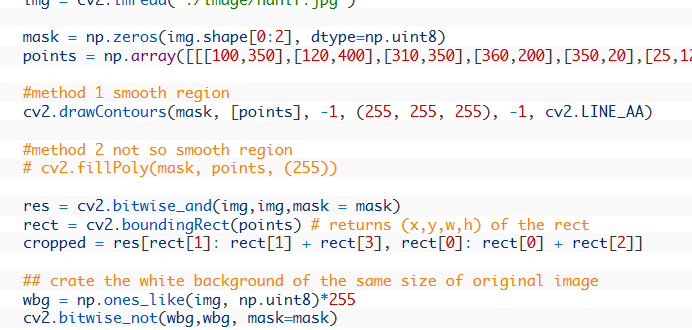 img = cv2.imread("./image/hanif.jpg")
mask = np.zeros(img.shape[0:2], dtype=np.uint8)
points = np.array([[[100,350],[120,400],[310,350],[360,200],[350,20],[25,12
#method 1 smooth region
cv2.drawContours(mask, [points], -1, (255, 255, 255), -1, cv2.LINE_AA)
#method 2 not so smooth region
# cv2.fillPoly(mask, points, (255))
res = cv2.bitwise_and(img,img,mask = mask)
rect = cv2.boundingRect(points) # returns (x,y,w,h) of the rect
cropped = res[rect[1]: rect[1] + rect[3], rect[0]: rect[0] + rect[2]]
## crate the white background of the same size of original image
wbg = np.ones_like(img, np.uint8)*255
cv2.bitwise_not(wbg,wbg, mask=mask)